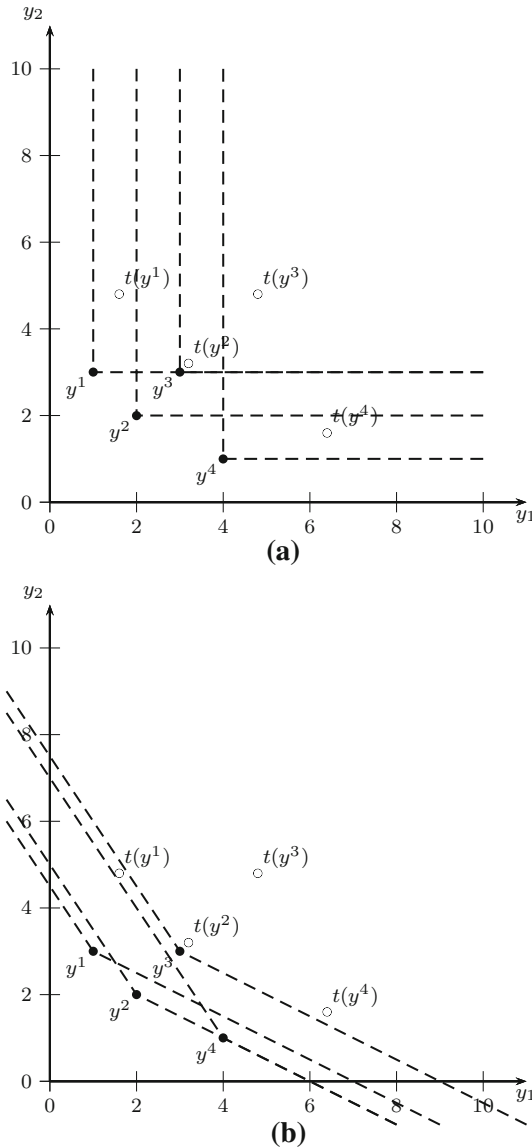 y₂
10
t(y¹) t(y³)
8
6
4
t(y²)
y¹ y³
2
y² t(y⁴)
y⁴
0
0 2 4 6 8 10 y₁
(a)
y₂
10
8
6
t(y¹) t(y³)
4
t(y²)
y¹ y³
2
y² t(y⁴)
y⁴
0
0 2 4 6 8 10 y₁
(b)